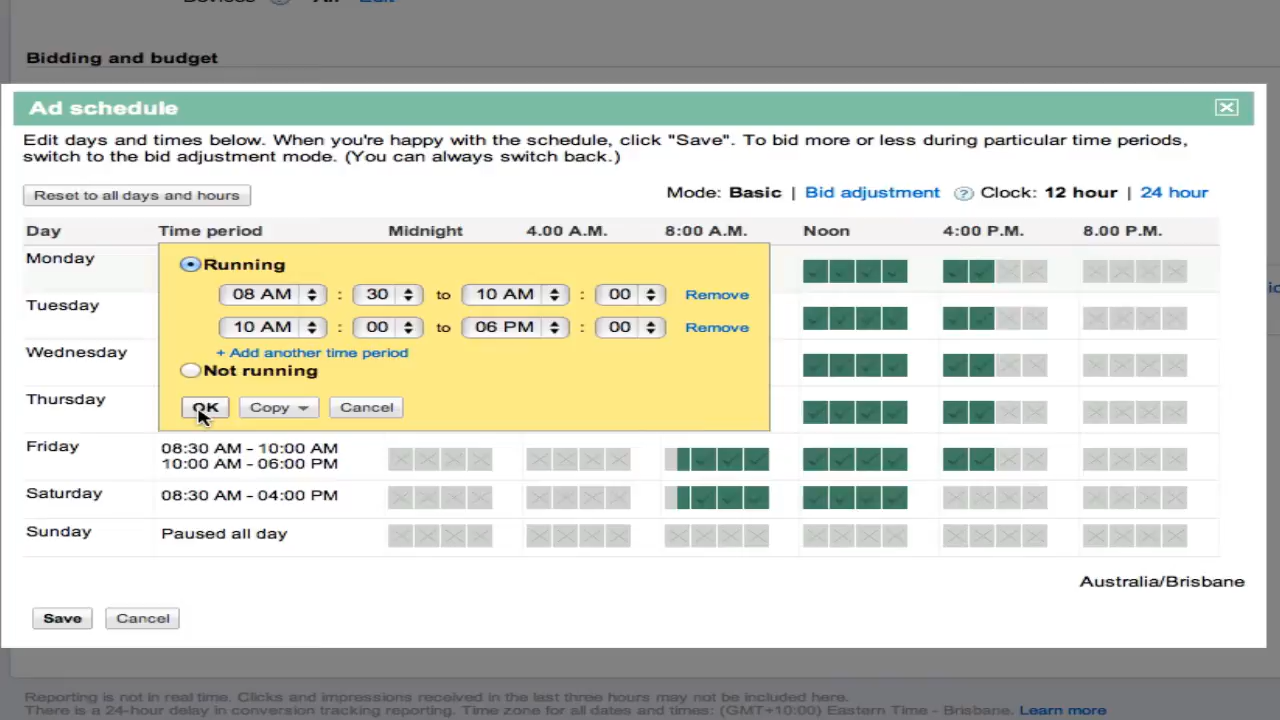 Bidding and budget
Ad schedule
Edit days and times below. When you're happy with the schedule, click "Save". To bid more or less during particular time periods,
switch to the bid adjustment mode. (You can always switch back.)
Reset to all days and hours
Mode: Basic | Bid adjustment ? Clock: 12 hour | 24 hour
Day Time period Midnight 4.00 A.M. 8:00 A.M. Noon 4:00 P.M. 8.00 P.M.
Monday
Running
08 AM : 30 to 10 AM : 00 Remove
Tuesday
10 AM : 00 to 06 PM : 00 Remove
Wednesday
+ Add another time period
Not running
Thursday
OK Copy Cancel
Friday 08:30 AM - 10:00 AM
10:00 AM - 06:00 PM
Saturday 08:30 AM - 04:00 PM
Sunday Paused all day
Australia/Brisbane
Save Cancel
Reporting is not in real time. Clicks and impressions received in the last three hours may not be included here.
There is a 24-hour delay in conversion tracking reporting. Time zone for all dates and times: (GMT+10:00) Eastern Time - Brisbane. Learn more